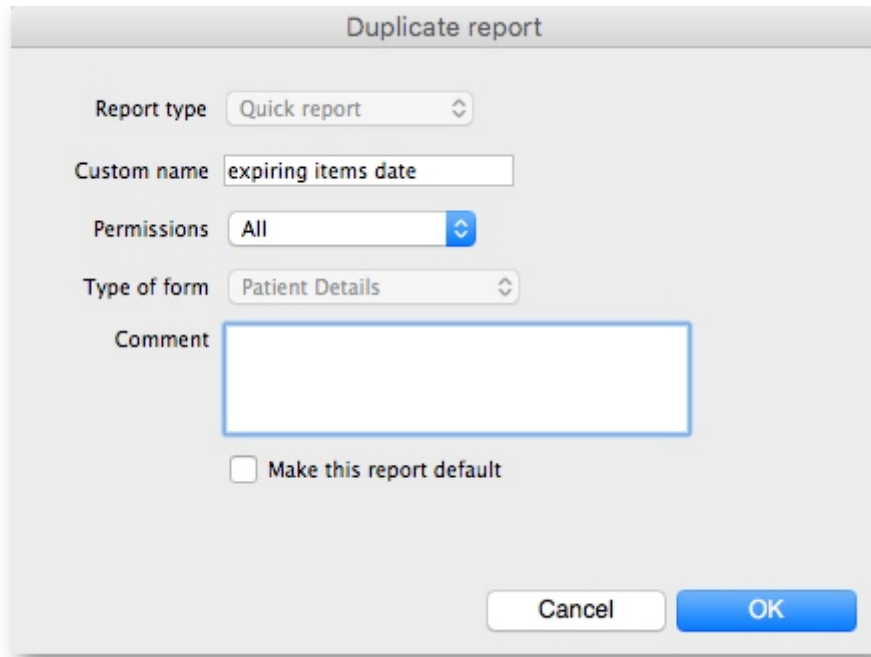 Duplicate report
Report type Quick report
Custom name expiring items date
Permissions All
Type of form Patient Details
Comment
Make this report default
Cancel OK